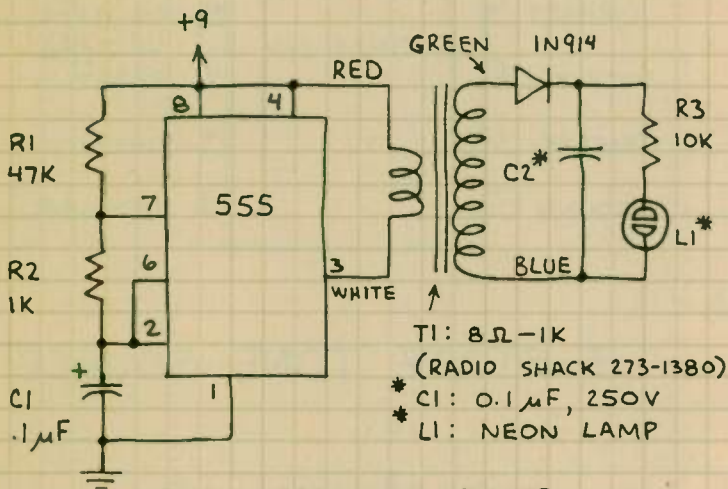 +9
GREEN
1N914
RED
8
4
R1
47K
R3
10K
C2*
7
555
L1*
R2
1K
6
3
WHITE
BLUE
2
+
T1: 8Ω-1K
(RADIO SHACK 273-1380)
C1
.1µF
1
* C1: 0.1µF, 250V
* L1: NEON LAMP